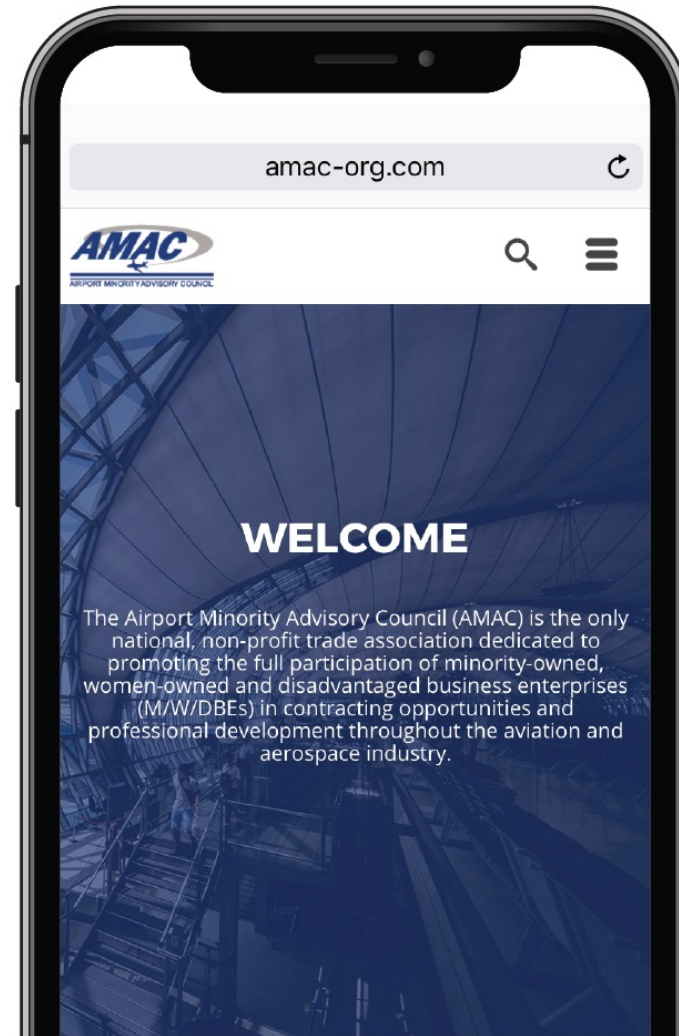 amac-org.com
AMAC
AIRPORT MINORITY ADVISORY COUNCIL
WELCOME
The Airport Minority Advisory Council (AMAC) is the only
national, non-profit trade association dedicated to
promoting the full participation of minority-owned,
women-owned and disadvantaged business enterprises
(M/W/DBEs) in contracting opportunities and
professional development throughout the aviation and
aerospace industry.